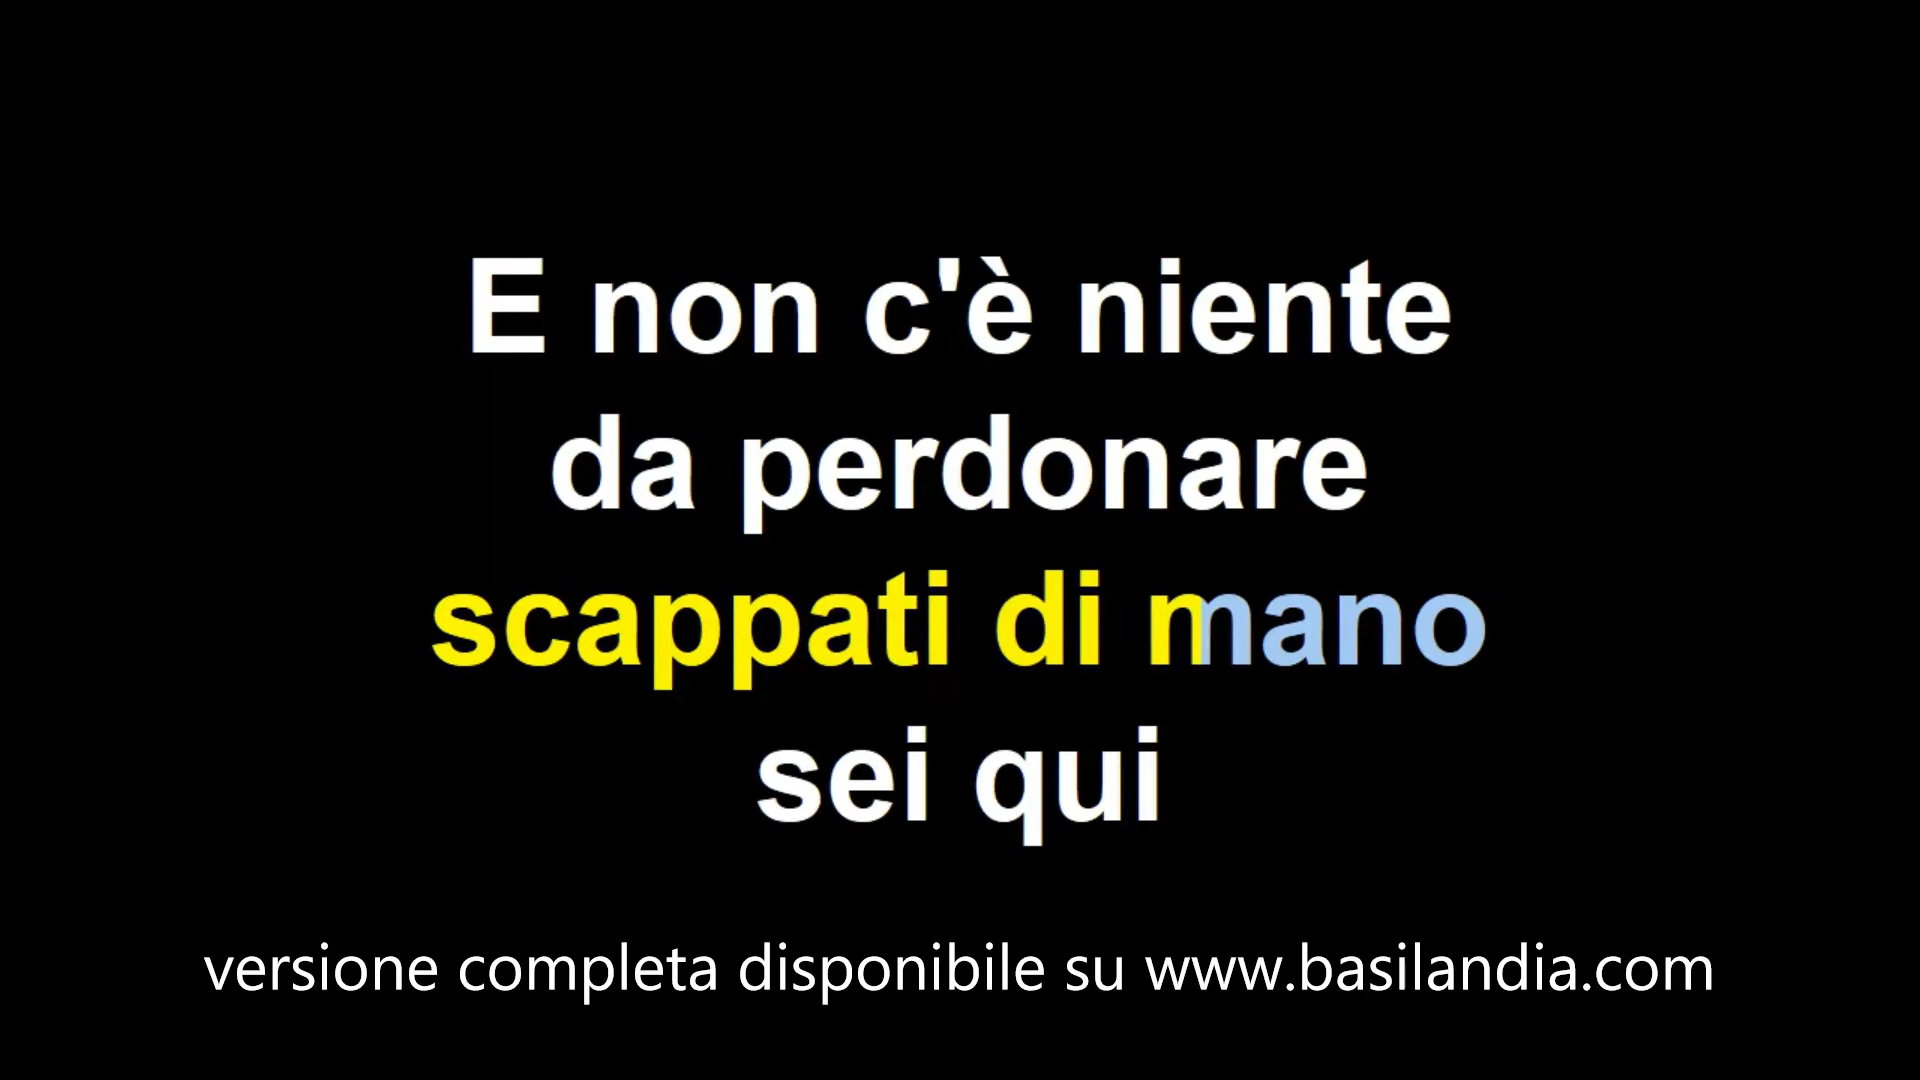 E non c'è niente
da perdonare
scappati di mano
sei qui
versione completa disponibile su www.basilandia.com